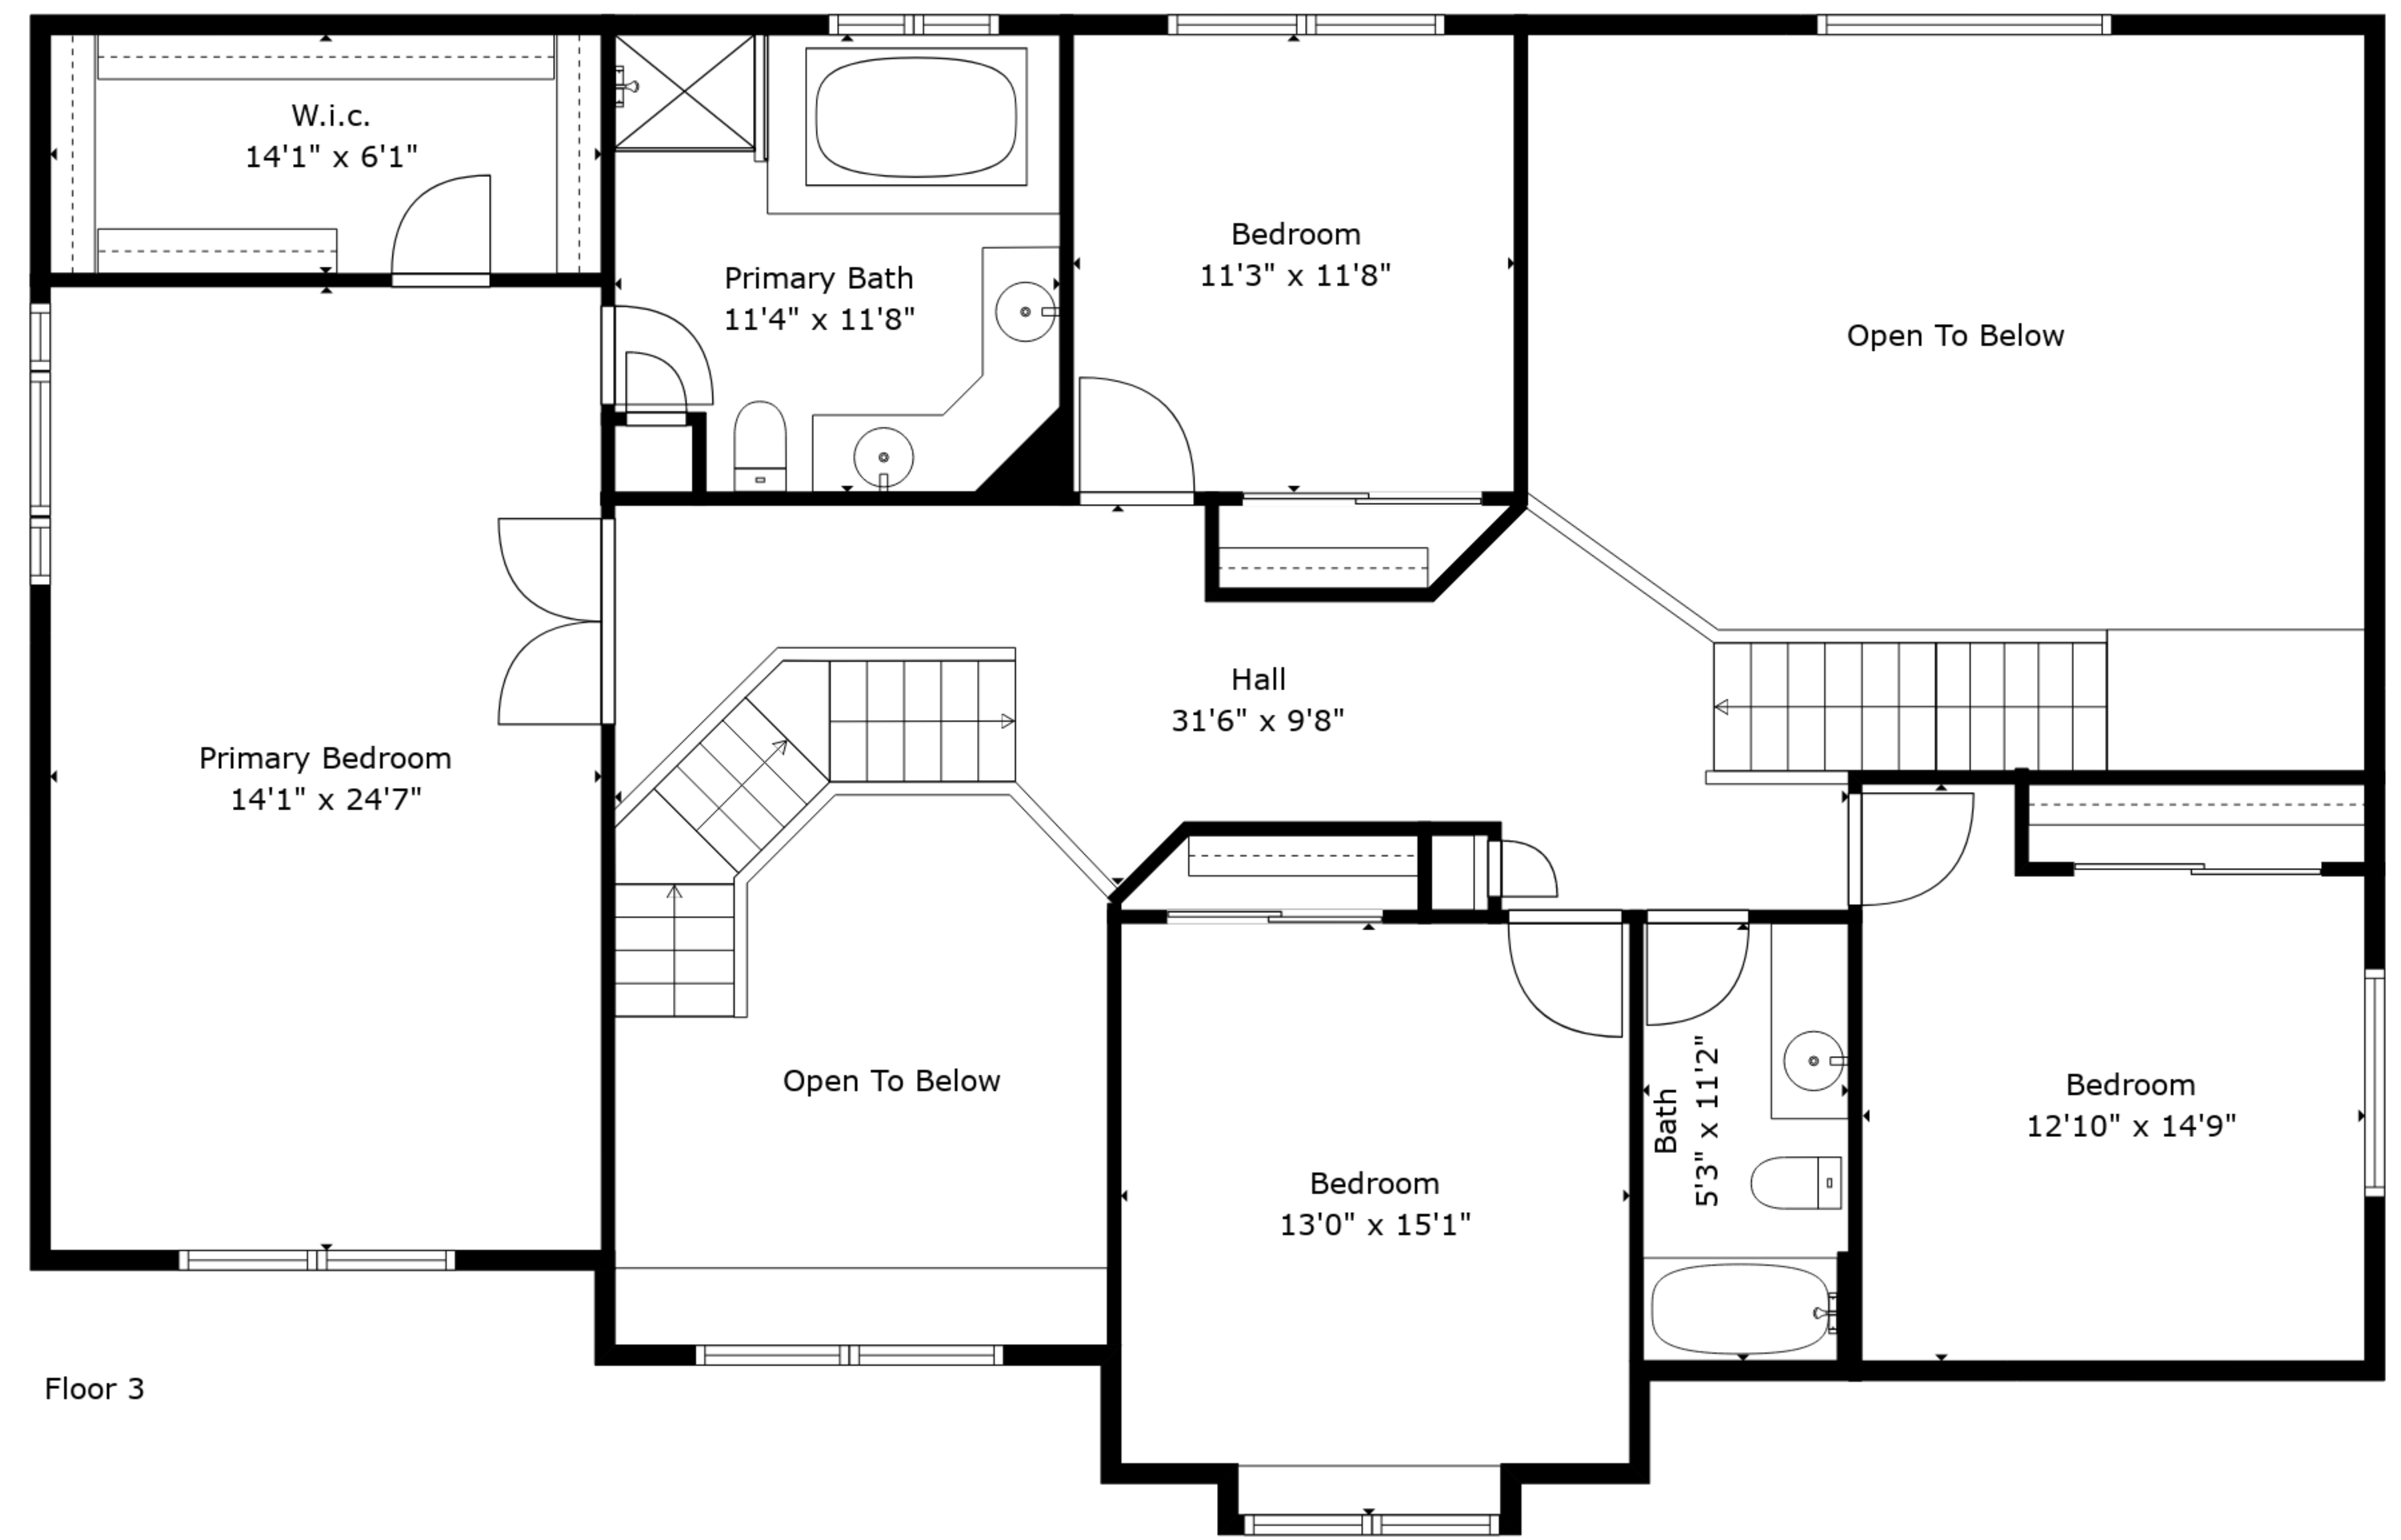 W.i.c.
14'1" x 6'1"
Primary Bath
11'4" x 11'8"
Bedroom
11'3" x 11'8"
Open To Below
Hall
31'6" x 9'8"
Primary Bedroom
14'1" x 24'7"
Open To Below
Bedroom
13'0" x 15'1"
Bath
5'3" x 11'2"
Bedroom
12'10" x 14'9"
Floor 3